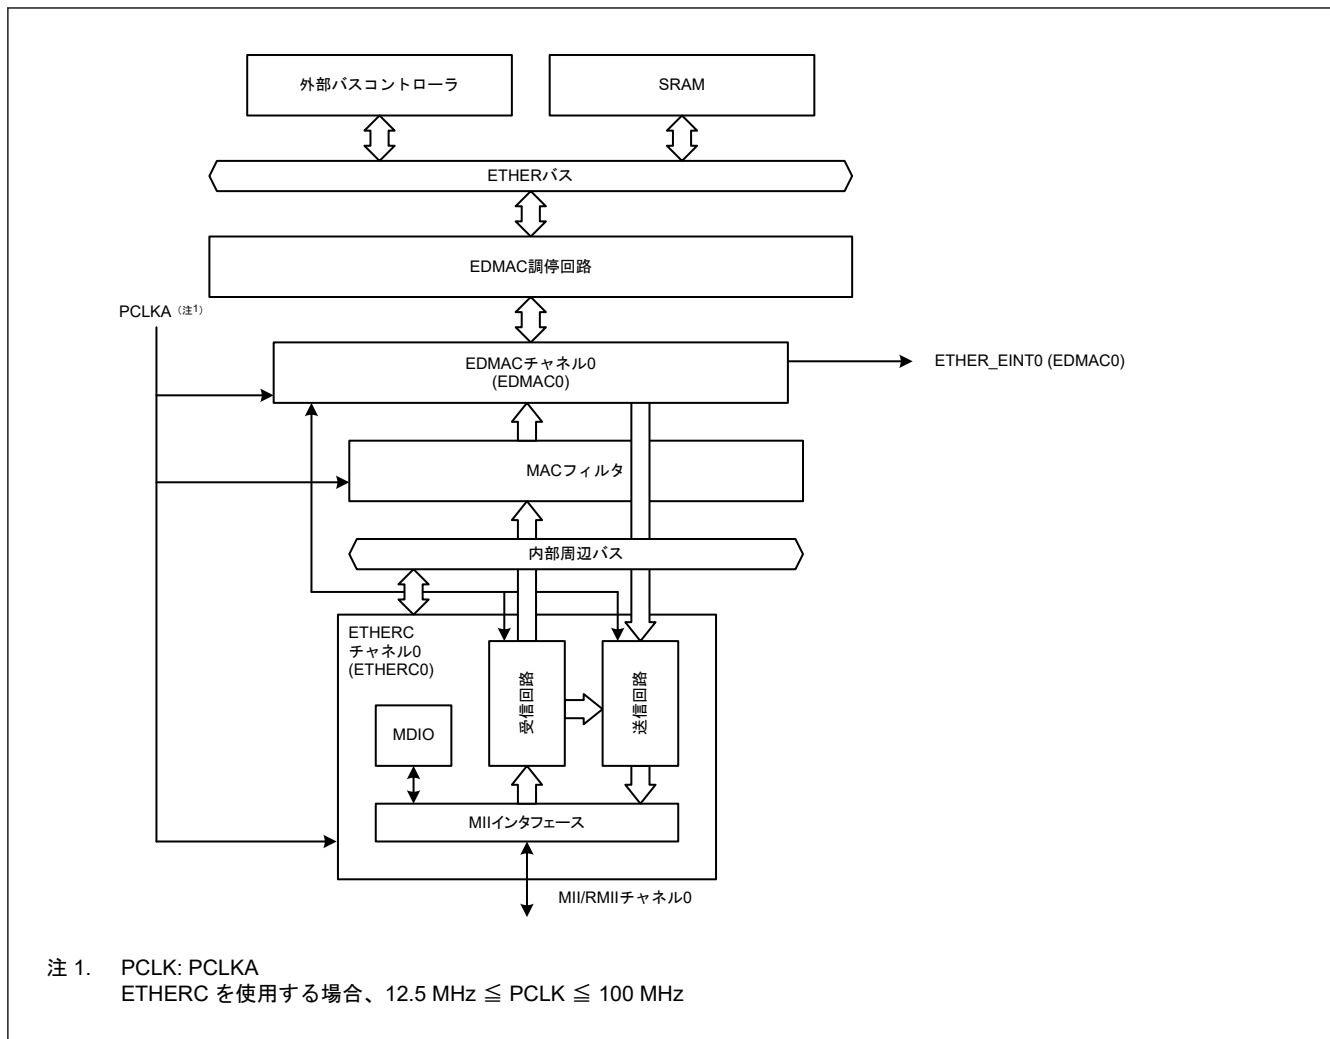 外部バスコントローラ
SRAM
ETHERバス
EDMAC調停回路
PCLKA（注1）
EDMACチャネル0
(EDMAC0)
ETHER_EINT0 (EDMAC0)
MACフィルタ
内部周辺バス
ETHERC
チャネル0
(ETHERC0)
受信回路
送信回路
MDIO
MIIインタフェース
MII/RMIIチャネル0
注 1. PCLK: PCLKA
ETHERC を使用する場合、12.5 MHz ≦ PCLK ≦ 100 MHz